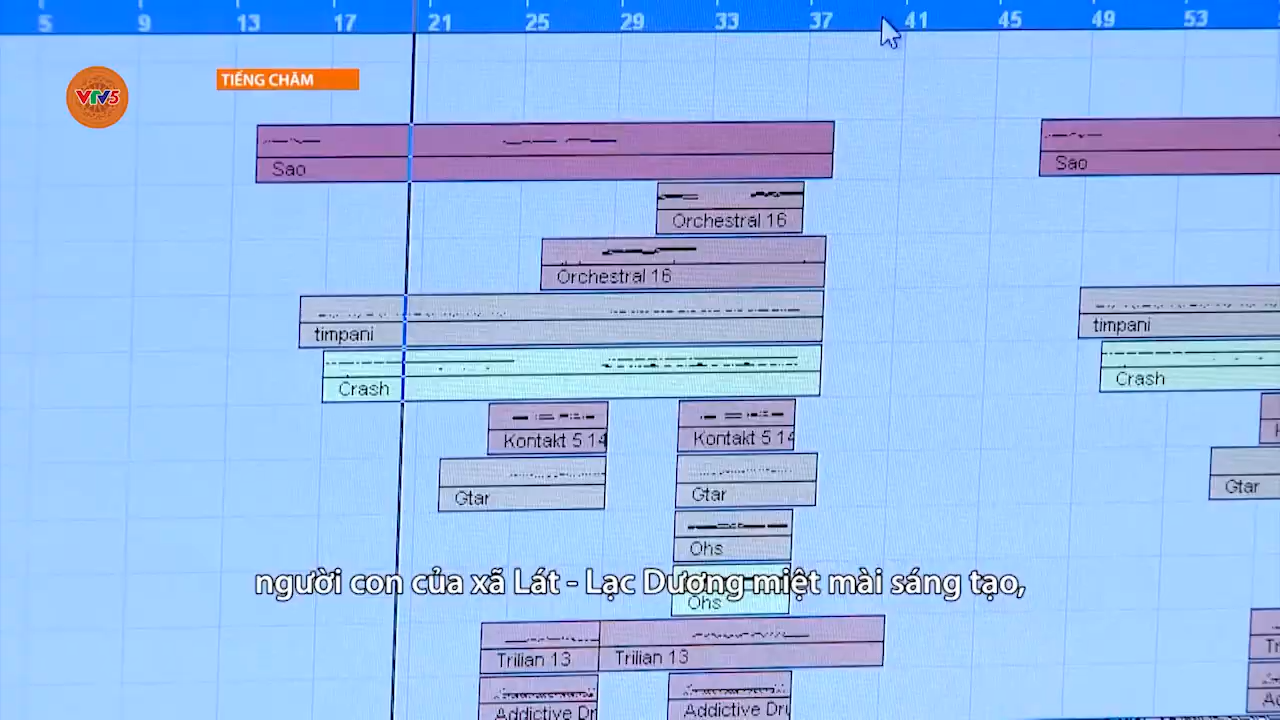 5 9 13 17 21 25 29 33 37 41 45 49 53
VTV5
TIẾNG CHĂM
Sao Sao
Orchestral 16
Orchestral 16
timpani timpani
Crash Crash
Kontakt 5 14 Kontakt 5 14
Gtar Gtar Gtar
Ohs
người con của xã Lát - Lạc Dương miệt mài sáng tạo,
Ohs
Trilian 13 Trilian 13
Addictive Dr Addictive Dru